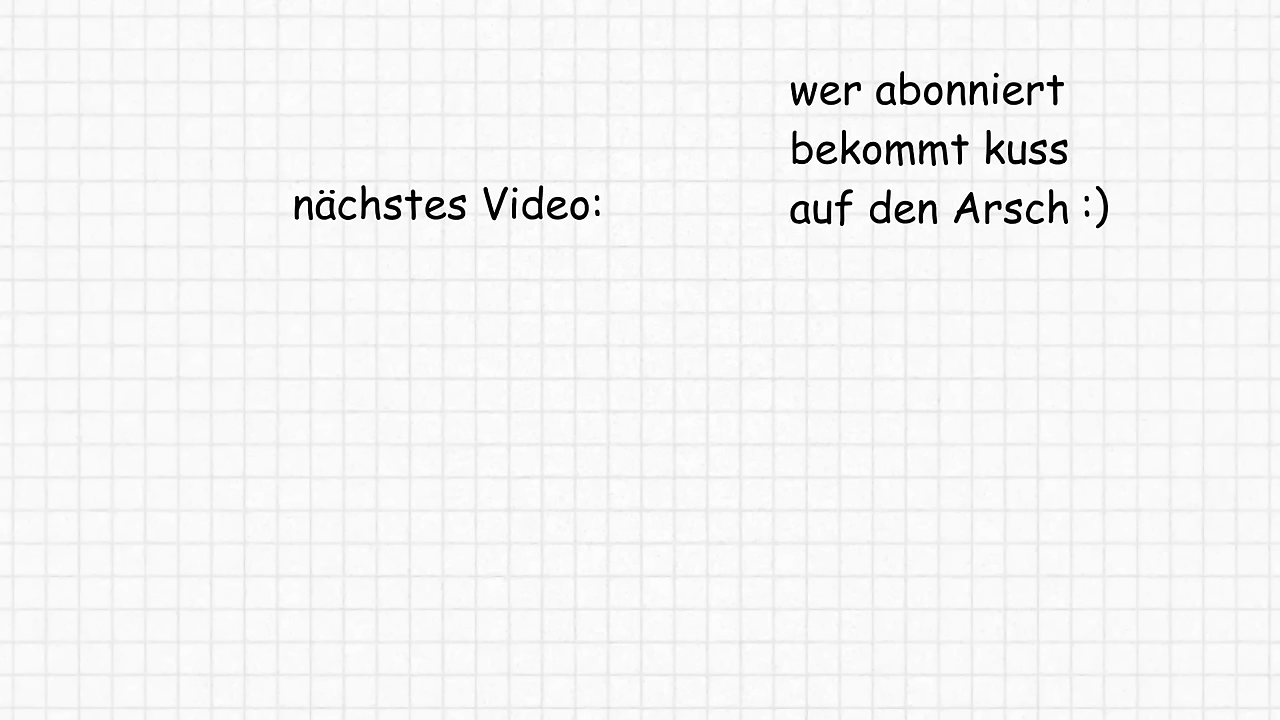 nächstes Video:
wer abonniert
bekommt kuss
auf den Arsch :)